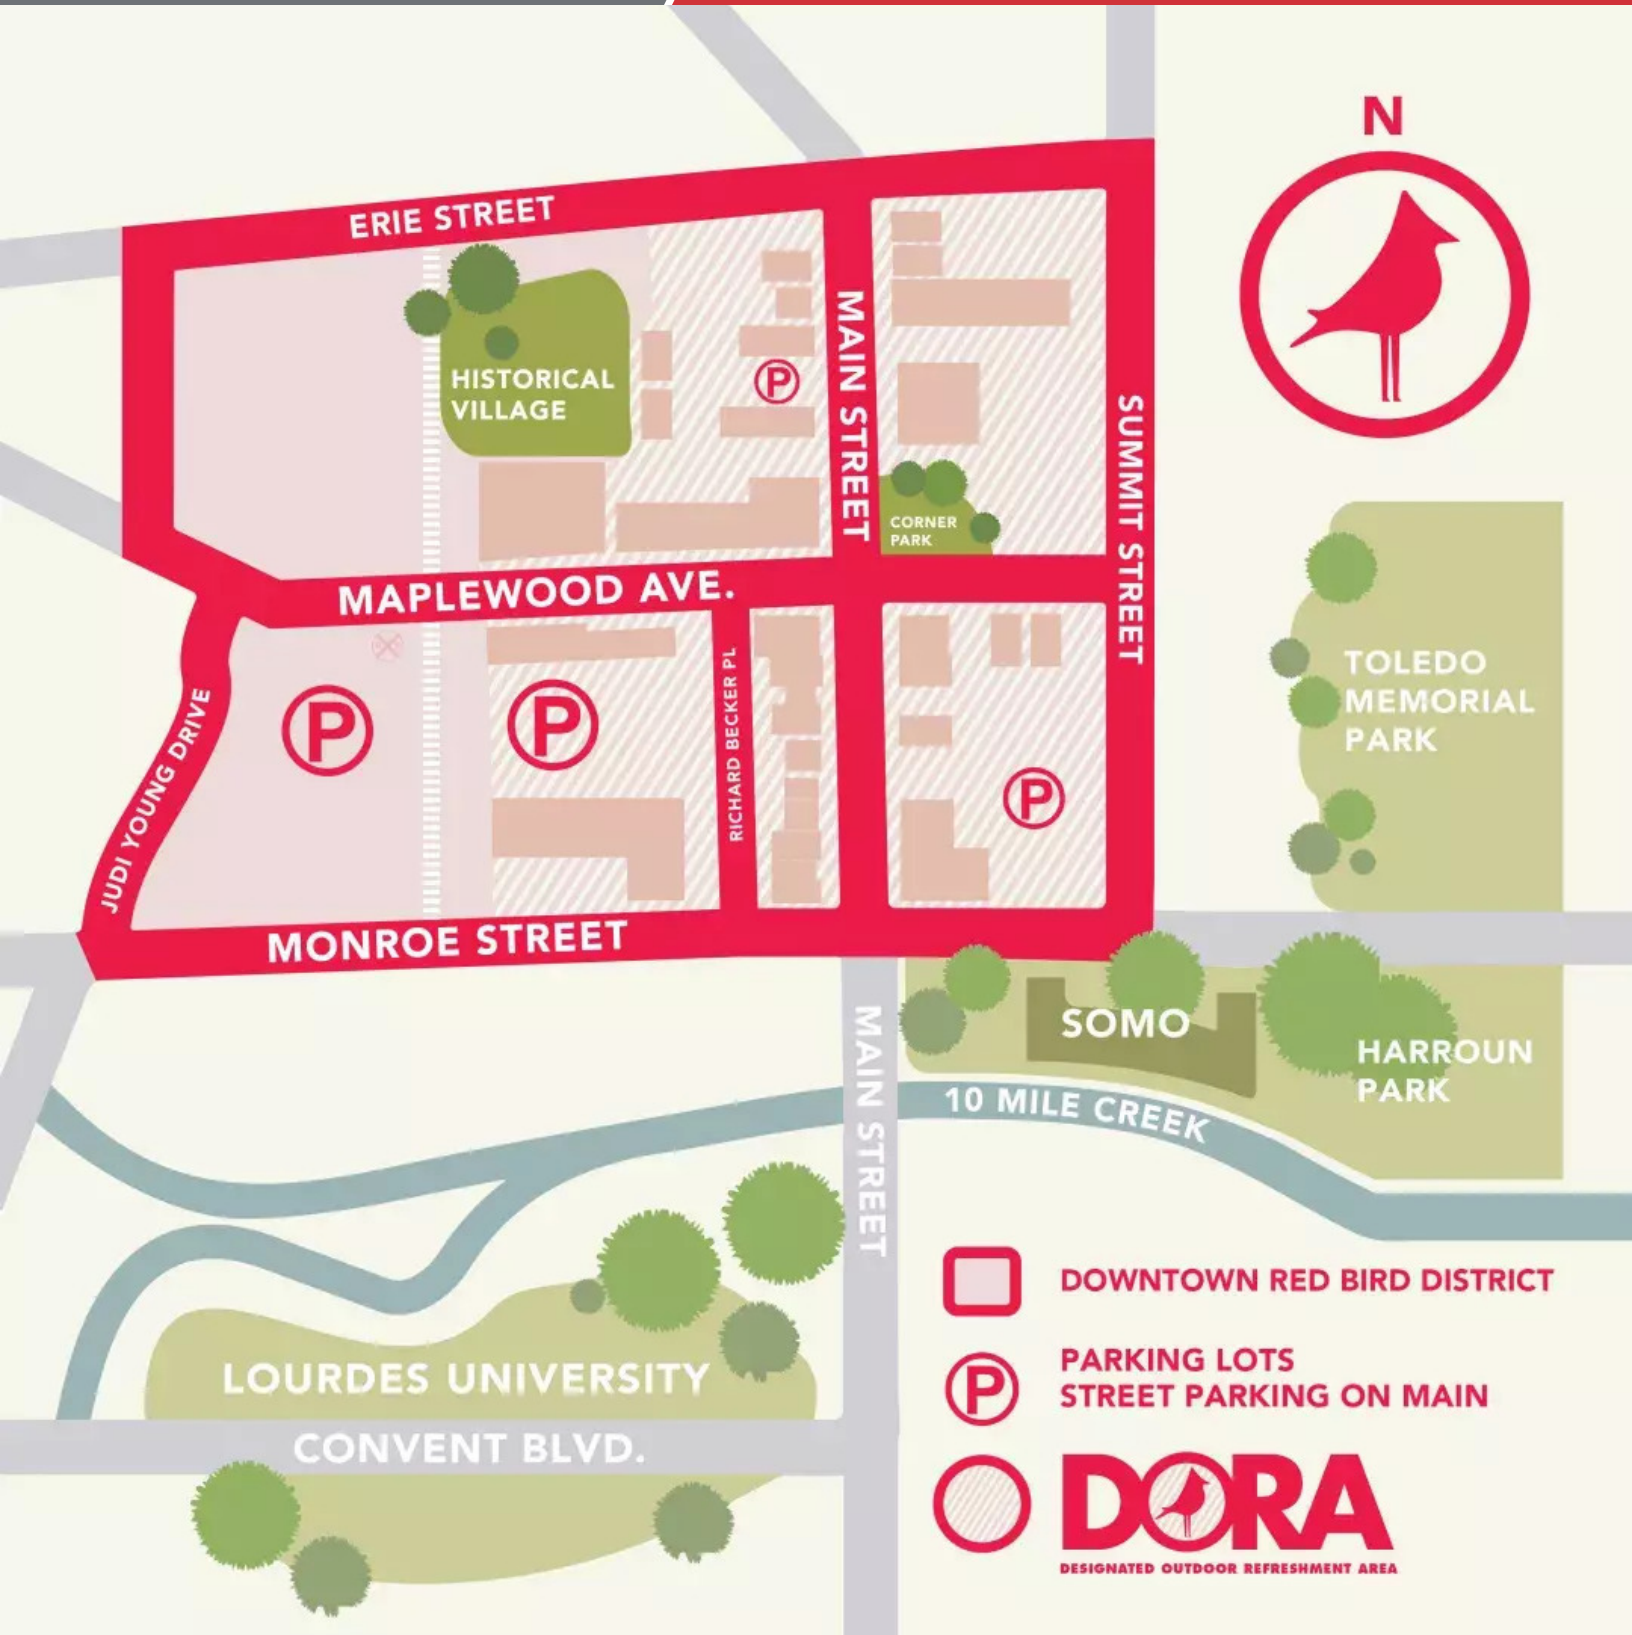 N
ERIE STREET
MAIN STREET
HISTORICAL
VILLAGE
P
SUMMIT STREET
CORNER
PARK
MAPLEWOOD AVE.
TOLEDO
MEMORIAL
PARK
RICHARD BECKER PL
JUDI YOUNG DRIVE
P
P
P
MONROE STREET
SOMO
HARROUN
PARK
MAIN STREET
10 MILE CREEK
DOWNTOWN RED BIRD DISTRICT
P
PARKING LOTS
STREET PARKING ON MAIN
LOURDES UNIVERSITY
CONVENT BLVD.
DORA
DESIGNATED OUTDOOR REFRESHMENT AREA